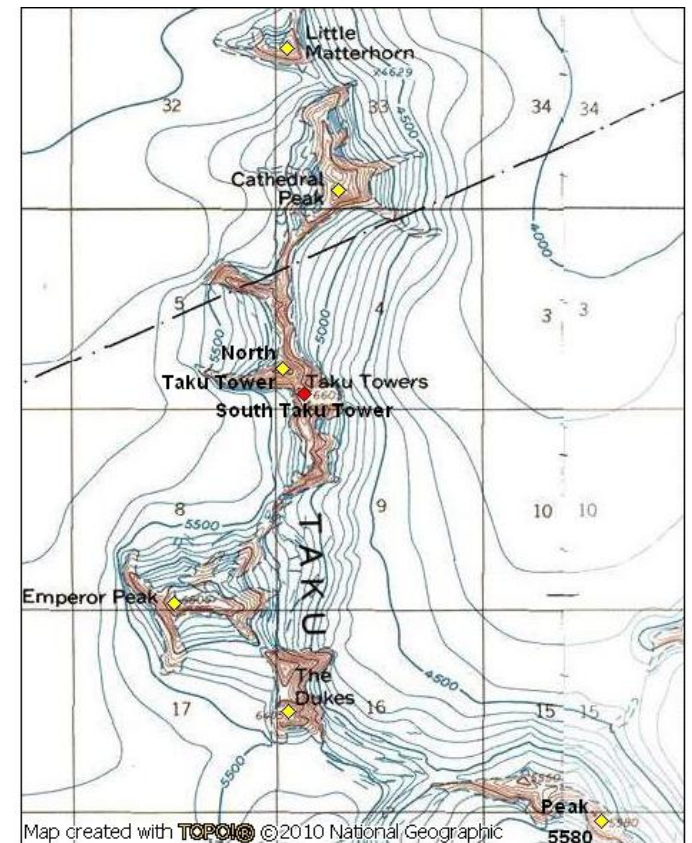 Little
Matterhorn
x4629
32
33
34
34
4500
Cathedral
Peak
4000
5
4
3
3
5000
5500
North
Taku Tower
Taku Towers
South Taku Tower
8
9
10
10
5500
TAKU
Emperor Peak
The
Dukes
4500
17
16
15
15
5500
5550
Peak
5580
5580
Map created with TOPO!® ©2010 National Geographic